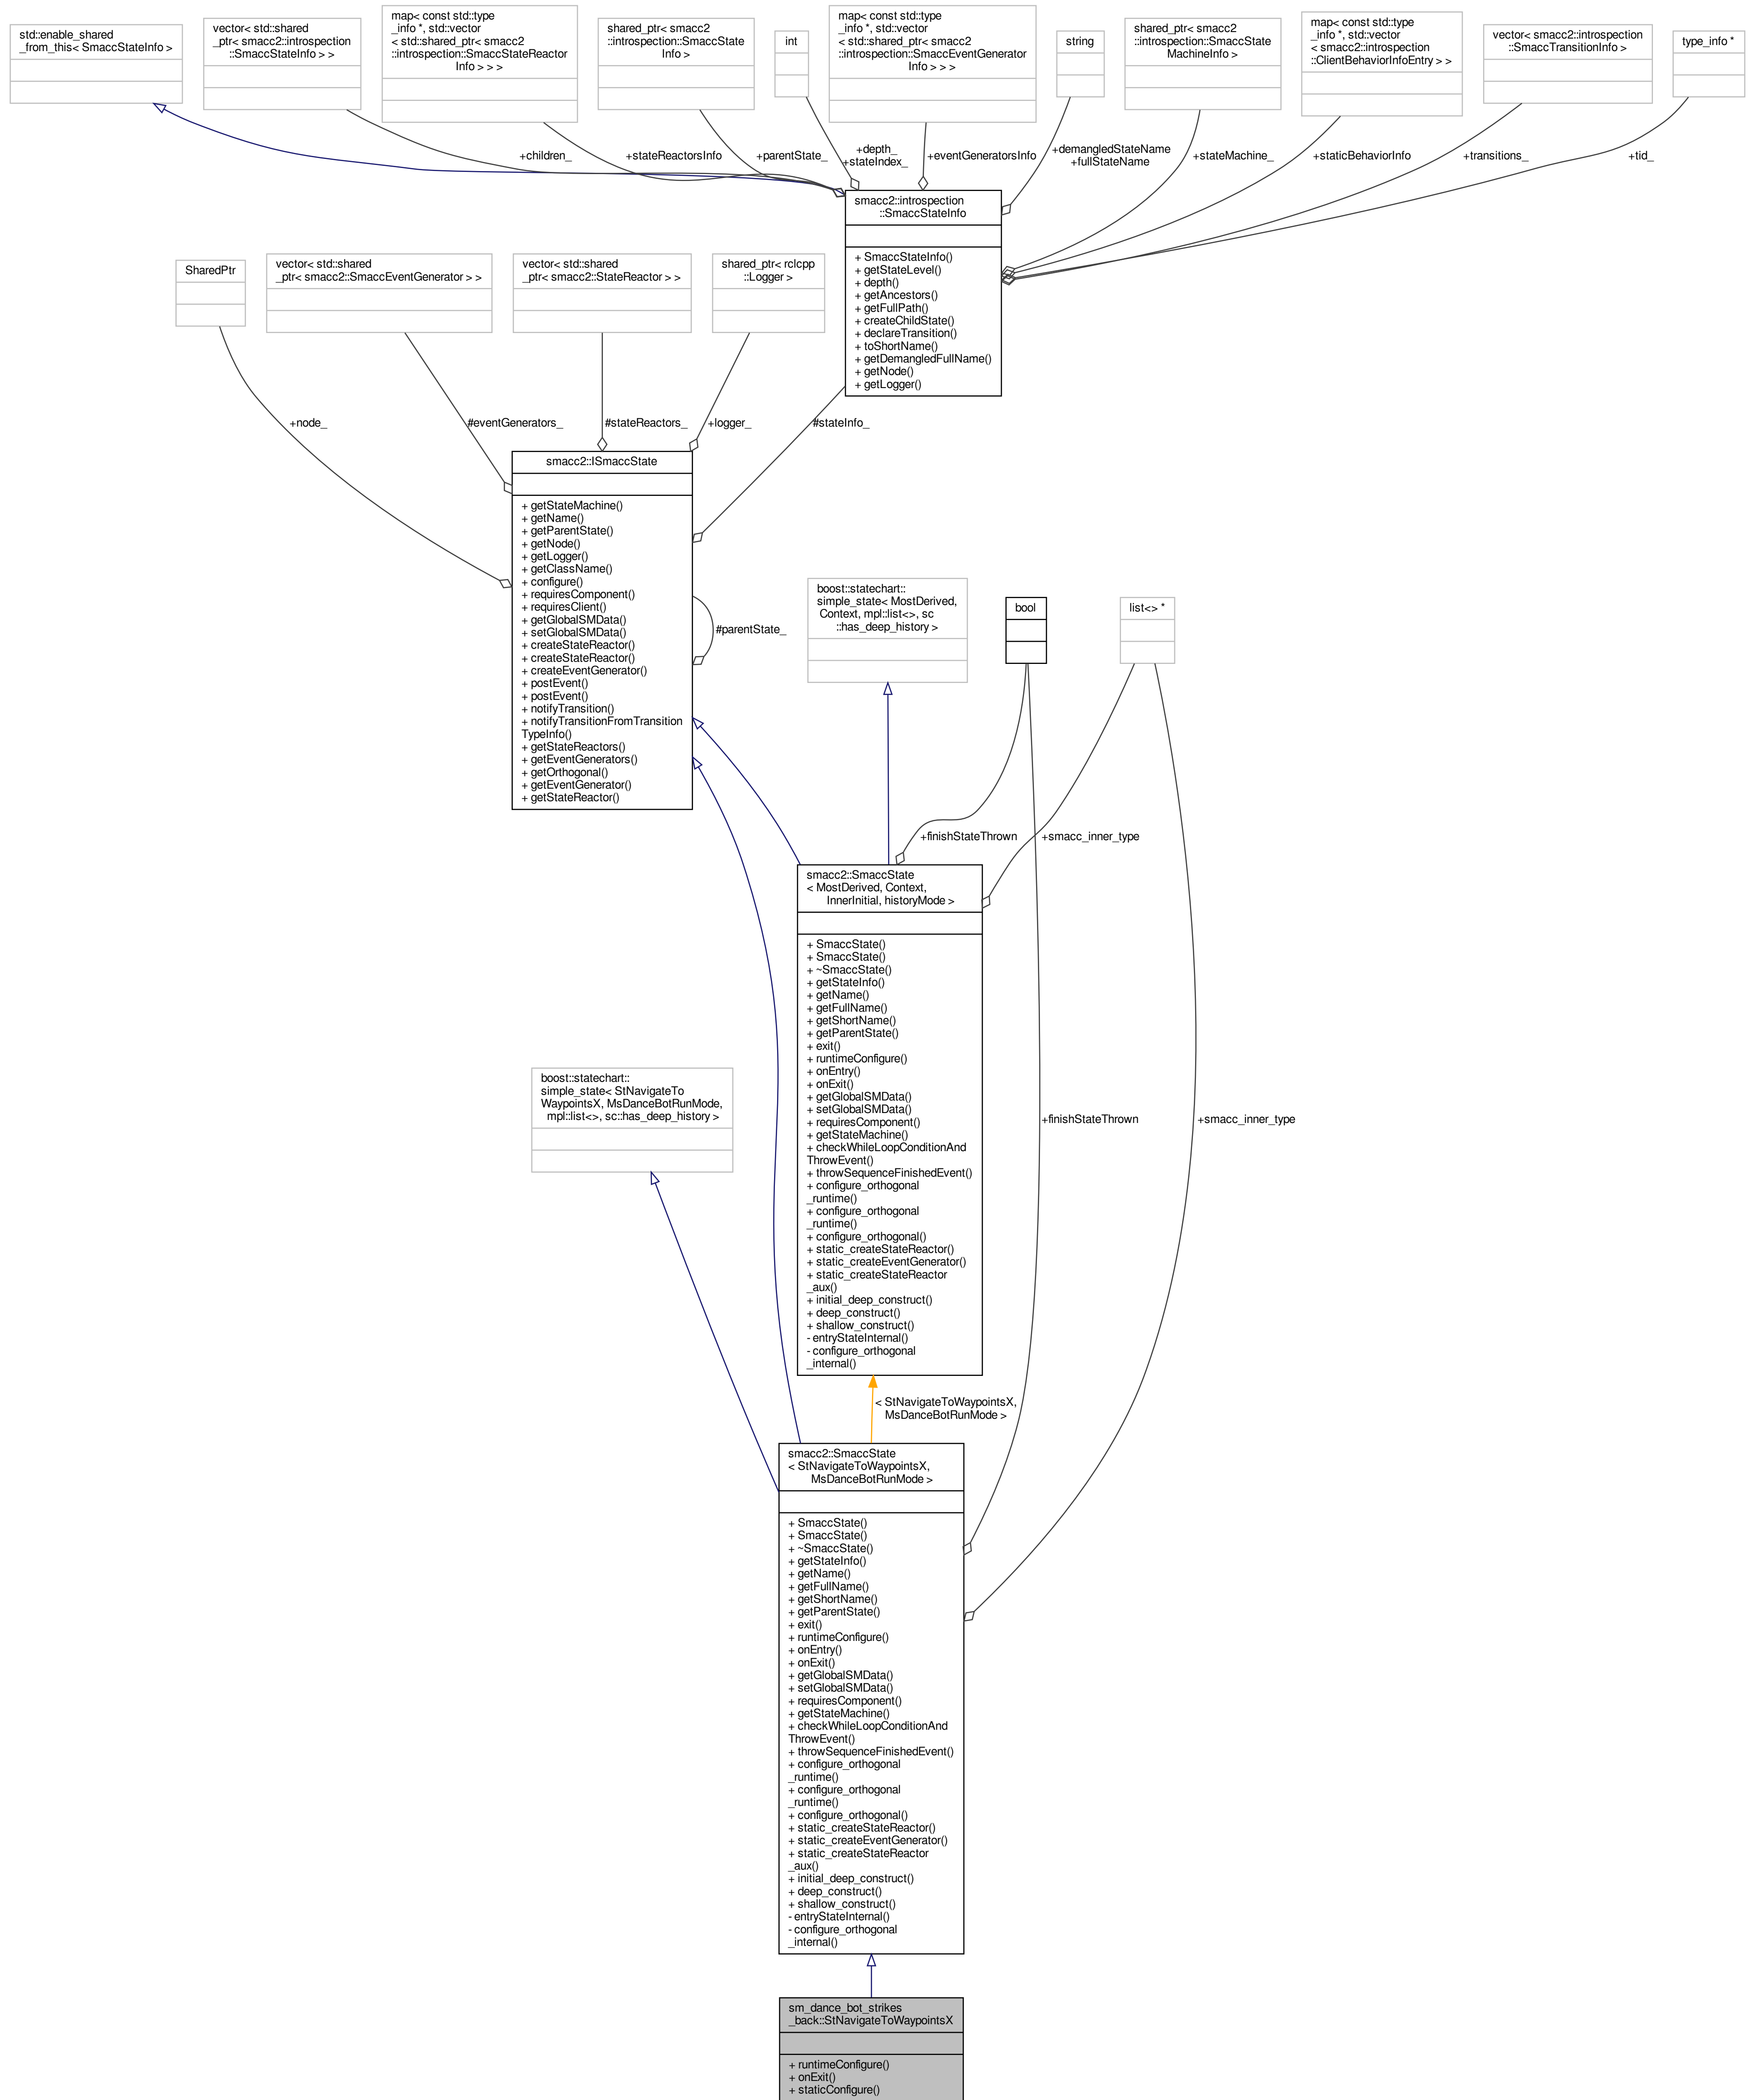 std::enable_shared
_from_this< SmaccStateInfo >
vector< std::shared
_ptr< smacc2::introspection
::SmaccStateInfo > >
map< const std::type
_info *, std::vector
< std::shared_ptr< smacc2
::introspection::SmaccStateReactor
Info > > >
shared_ptr< smacc2
::introspection::SmaccState
Info >
int
map< const std::type
_info *, std::vector
< std::shared_ptr< smacc2
::introspection::SmaccEventGenerator
Info > > >
string
shared_ptr< smacc2
::introspection::SmaccState
MachineInfo >
map< const std::type
_info *, std::vector
< smacc2::introspection
::ClientBehaviorInfoEntry > >
vector< smacc2::introspection
::SmaccTransitionInfo >
type_info *
+children_
+stateReactorsInfo
+parentState_
+depth_
+stateIndex_
+eventGeneratorsInfo
+demangledStateName
+fullStateName
+stateMachine_
+staticBehaviorInfo
+transitions_
+tid_
smacc2::introspection
::SmaccStateInfo
+ SmaccStateInfo()
+ getStateLevel()
+ depth()
+ getAncestors()
+ getFullPath()
+ createChildState()
+ declareTransition()
+ toShortName()
+ getDemangledFullName()
+ getNode()
+ getLogger()
SharedPtr
vector< std::shared
_ptr< smacc2::SmaccEventGenerator > >
vector< std::shared
_ptr< smacc2::StateReactor > >
shared_ptr< rclcpp
::Logger >
+node_
#eventGenerators_
#stateReactors_
+logger_
#stateInfo_
smacc2::ISmaccState
+ getStateMachine()
+ getName()
+ getParentState()
+ getNode()
+ getLogger()
+ getClassName()
+ configure()
+ requiresComponent()
+ requiresClient()
+ getGlobalSMData()
+ setGlobalSMData()
+ createStateReactor()
+ createStateReactor()
+ createEventGenerator()
+ postEvent()
+ postEvent()
+ notifyTransition()
+ notifyTransitionFromTransition
TypeInfo()
+ getStateReactors()
+ getEventGenerators()
+ getOrthogonal()
+ getEventGenerator()
+ getStateReactor()
#parentState_
boost::statechart::
simple_state< MostDerived,
Context, mpl::list<>, sc
::has_deep_history >
bool
list<> *
+finishStateThrown
+smacc_inner_type
smacc2::SmaccState
< MostDerived, Context,
InnerInitial, historyMode >
+ SmaccState()
+ SmaccState()
+ ~SmaccState()
+ getStateInfo()
+ getName()
+ getFullName()
+ getShortName()
+ getParentState()
+ exit()
+ runtimeConfigure()
+ onEntry()
+ onExit()
+ getGlobalSMData()
+ setGlobalSMData()
+ requiresComponent()
+ getStateMachine()
+ checkWhileLoopConditionAnd
ThrowEvent()
+ throwSequenceFinishedEvent()
+ configure_orthogonal
_runtime()
+ configure_orthogonal
_runtime()
+ configure_orthogonal()
+ static_createStateReactor()
+ static_createEventGenerator()
+ static_createStateReactor
_aux()
+ initial_deep_construct()
+ deep_construct()
+ shallow_construct()
- entryStateInternal()
- configure_orthogonal
_internal()
boost::statechart::
simple_state< StNavigateTo
WaypointsX, MsDanceBotRunMode,
mpl::list<>, sc::has_deep_history >
+finishStateThrown
+smacc_inner_type
< StNavigateToWaypointsX,
MsDanceBotRunMode >
smacc2::SmaccState
< StNavigateToWaypointsX,
MsDanceBotRunMode >
+ SmaccState()
+ SmaccState()
+ ~SmaccState()
+ getStateInfo()
+ getName()
+ getFullName()
+ getShortName()
+ getParentState()
+ exit()
+ runtimeConfigure()
+ onEntry()
+ onExit()
+ getGlobalSMData()
+ setGlobalSMData()
+ requiresComponent()
+ getStateMachine()
+ checkWhileLoopConditionAnd
ThrowEvent()
+ throwSequenceFinishedEvent()
+ configure_orthogonal
_runtime()
+ configure_orthogonal
_runtime()
+ configure_orthogonal()
+ static_createStateReactor()
+ static_createEventGenerator()
+ static_createStateReactor
_aux()
+ initial_deep_construct()
+ deep_construct()
+ shallow_construct()
- entryStateInternal()
- configure_orthogonal
_internal()
sm_dance_bot_strikes
_back::StNavigateToWaypointsX
+ runtimeConfigure()
+ onExit()
+ staticConfigure()